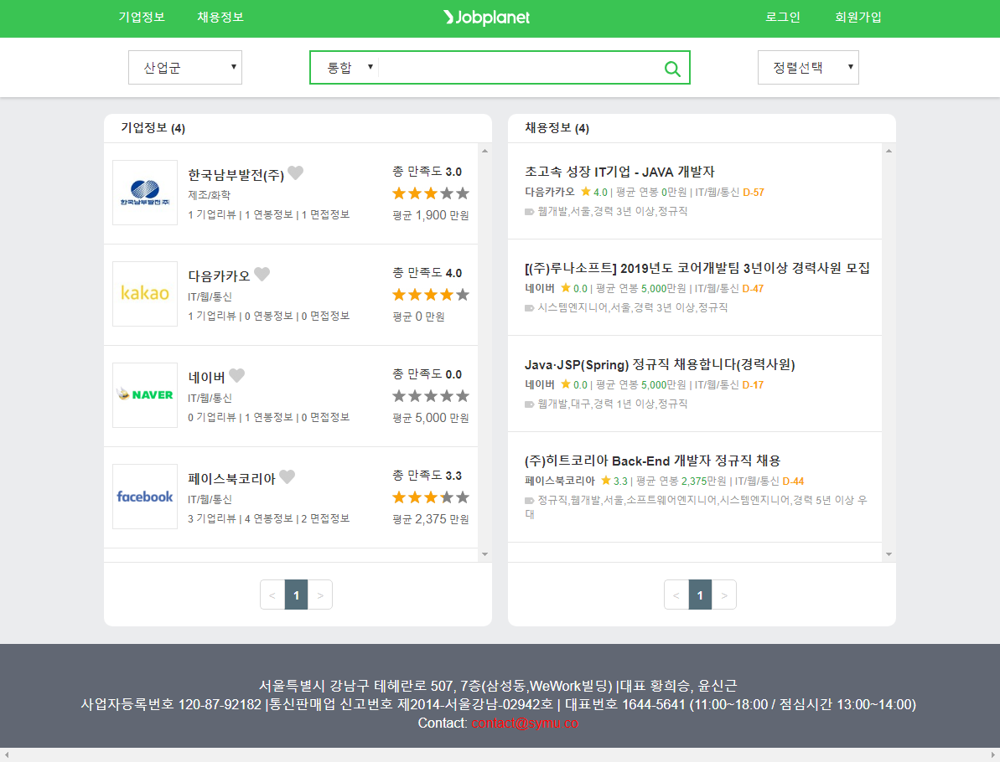 기업정보 채용정보 Jobplanet 로그인 회원가입
산업군 통합 정렬선택
기업정보 (4)
한국남부발전(주)
한국남부발전㈜
제조/화학
1 기업리뷰 | 1 연봉정보 | 1 면접정보
총 만족도 3.0
평균 1,900 만원
kakao
다음카카오
IT/웹/통신
1 기업리뷰 | 0 연봉정보 | 0 면접정보
총 만족도 4.0
평균 0 만원
NAVER
네이버
IT/웹/통신
0 기업리뷰 | 1 연봉정보 | 0 면접정보
총 만족도 0.0
평균 5,000 만원
facebook
페이스북코리아
IT/웹/통신
3 기업리뷰 | 4 연봉정보 | 2 면접정보
총 만족도 3.3
평균 2,375 만원
< 1 >
채용정보 (4)
초고속 성장 IT기업 - JAVA 개발자
다음카카오 ★ 4.0 | 평균 연봉 0만원 | IT/웹/통신 D-57
웹개발,서울,경력 3년 이상,정규직
[(주)루나소프트] 2019년도 코어개발팀 3년이상 경력사원 모집
네이버 ★ 0.0 | 평균 연봉 5,000만원 | IT/웹/통신 D-47
시스템엔지니어,서울,경력 3년 이상,정규직
Java·JSP(Spring) 정규직 채용합니다(경력사원)
네이버 ★ 0.0 | 평균 연봉 5,000만원 | IT/웹/통신 D-17
웹개발,대구,경력 1년 이상,정규직
(주)히트코리아 Back-End 개발자 정규직 채용
페이스북코리아 ★ 3.3 | 평균 연봉 2,375만원 | IT/웹/통신 D-44
정규직,웹개발,서울,소프트웨어엔지니어,시스템엔지니어,경력 5년 이상 우
대
< 1 >
서울특별시 강남구 테헤란로 507, 7층(삼성동,WeWork빌딩) |대표 황희승, 윤신근
사업자등록번호 120-87-92182 |통신판매업 신고번호 제2014-서울강남-02942호 | 대표번호 1644-5641 (11:00~18:00 / 점심시간 13:00~14:00)
Contact: contact@symu.co